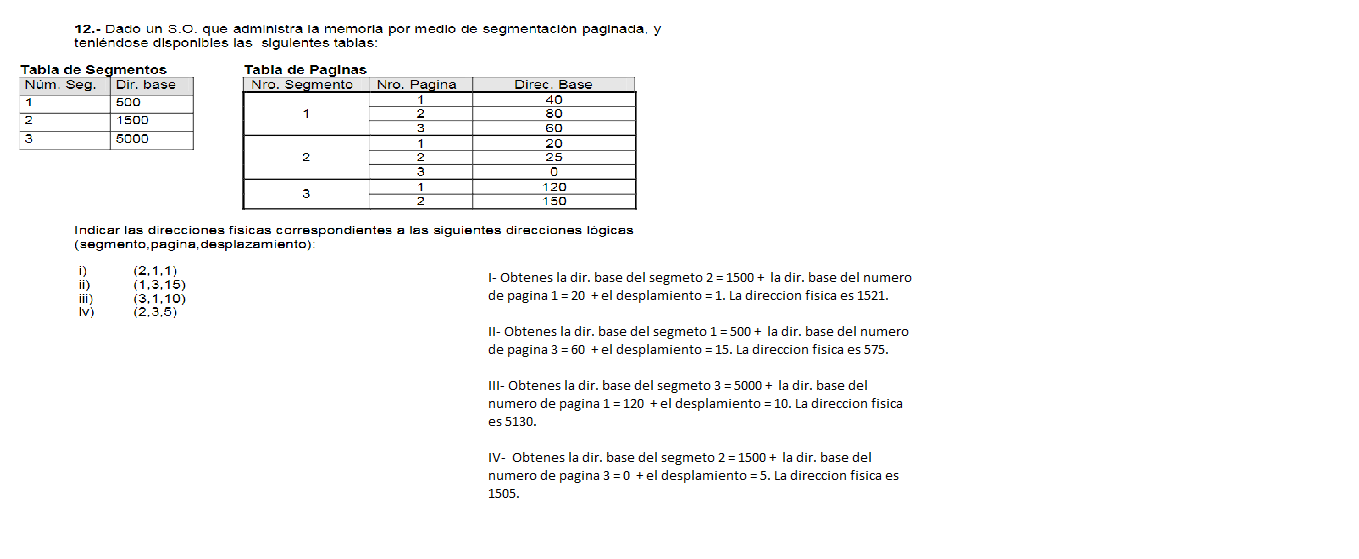 12.- Dado un S.O. que administra la memoria por medio de segmentación paginada, y
teniéndose disponibles las siguientes tablas:
Tabla de Segmentos
Núm. Seg. Dir. base
1 500
2 1500
3 5000
Tabla de Paginas
Nro. Segmento Nro. Pagina Direc. Base
1 1 40
2 80
3 60
2 1 20
2 25
3 0
3 1 120
2 150
Indicar las direcciones físicas correspondientes a las siguientes direcciones lógicas
(segmento,pagina,desplazamiento):
i) (2,1,1)
ii) (1,3,15)
iii) (3,1,10)
iv) (2,3,5)
I- Obtenes la dir. base del segmeto 2 = 1500 + la dir. base del numero
de pagina 1 = 20 + el desplamiento = 1. La direccion fisica es 1521.
II- Obtenes la dir. base del segmeto 1 = 500 + la dir. base del numero
de pagina 3 = 60 + el desplamiento = 15. La direccion fisica es 575.
III- Obtenes la dir. base del segmeto 3 = 5000 + la dir. base del
numero de pagina 1 = 120 + el desplamiento = 10. La direccion fisica
es 5130.
IV- Obtenes la dir. base del segmeto 2 = 1500 + la dir. base del
numero de pagina 3 = 0 + el desplamiento = 5. La direccion fisica es
1505.